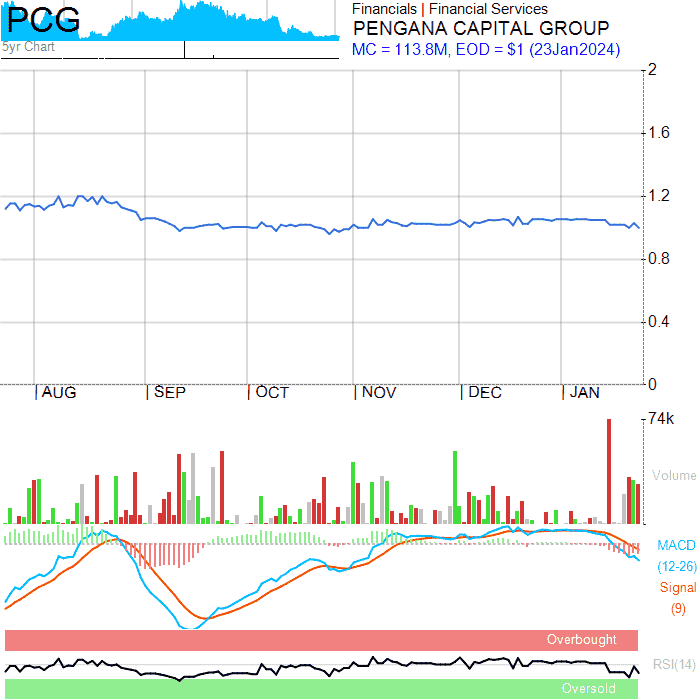 PCG
5yr Chart
Financials | Financial Services
PENGANA CAPITAL GROUP
MC = 113.8M, EOD = $1 (23Jan2024)
2
1.6
1.2
0.8
0.4
0
AUG
SEP
OCT
NOV
DEC
JAN
74k
Volume
MACD
(12-26)
Signal
(9)
Overbought
RSI(14)
Oversold